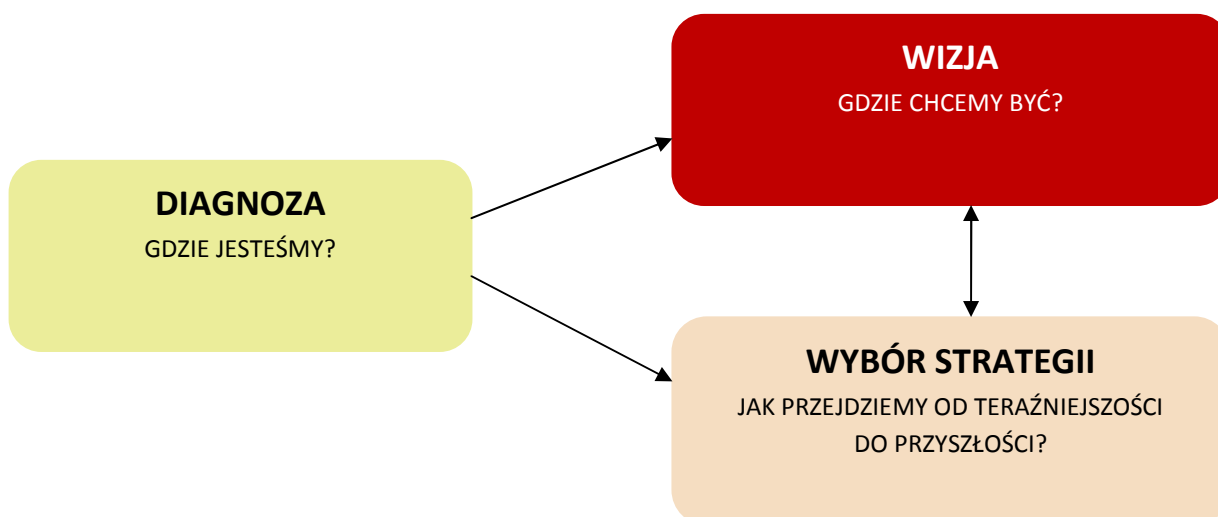 WIZJA
GDZIE CHCEMY BYĆ?
DIAGNOZA
GDZIE JESTEŚMY?
WYBÓR STRATEGII
JAK PRZEJDZIEMY OD TERAŹNIEJSZOŚCI
DO PRZYSZŁOŚCI?